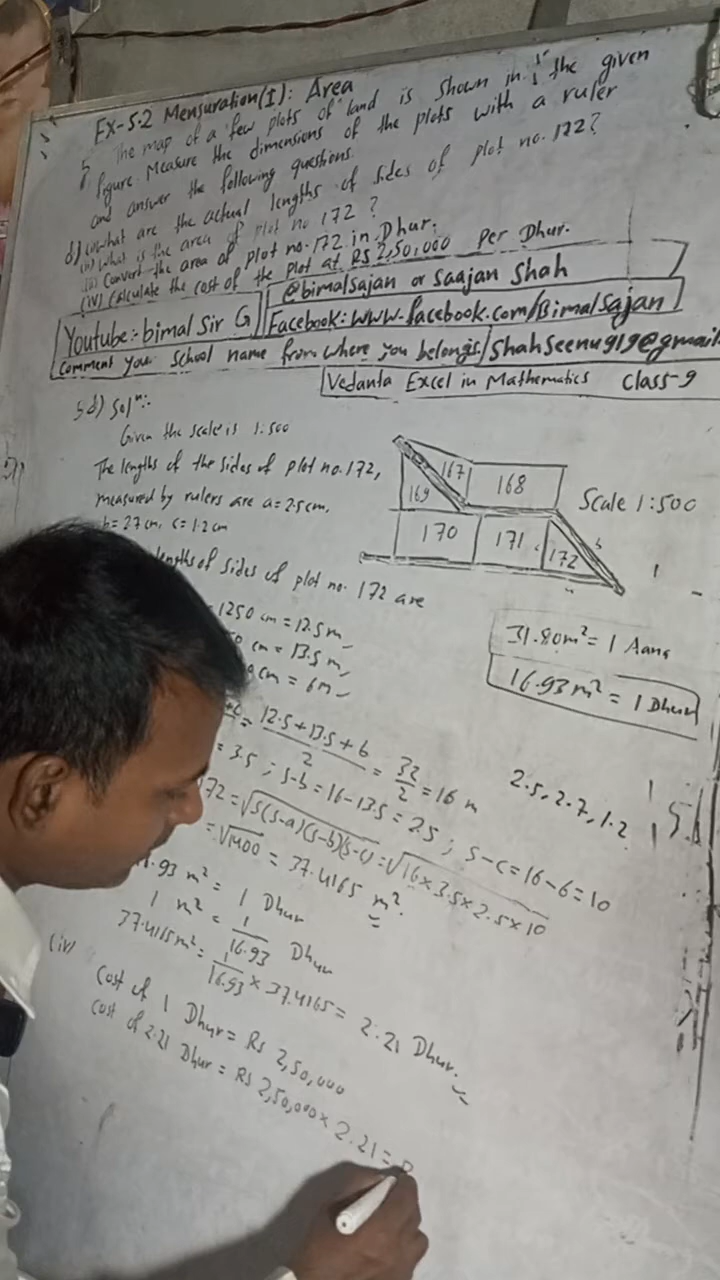 Ex-5.2 Mensuration(I): Area
5. The map of a few plots of land is shown in the given
figure. Measure the dimensions of the plots with a ruler
and answer the following questions.
d) (i) What are the actual lengths of sides of plot no. 172?
(ii) What is the area of plot no 172?
(iii) Convert the area of plot no. 172 in Dhur.
(iv) Calculate the cost of the plot at Rs 2,50,000 per Dhur.
Youtube:- bimal Sir G
@bimalsajan or Saajan Shah
Facebook: www.facebook.com/Bimalsajan
Comment your school name from where you belongs
Shahseenu919@gmail.
Vedanta Excel in Mathematics Class-9
5d) Solⁿ:
Given the scale is 1:500
The lengths of the sides of plot no. 172,
measured by rulers are a=2.5cm,
b=2.7cm, c=1.2cm
lengths of sides of plot no. 172 are
1250 cm = 12.5m
cm = 13.5m
cm = 6m
167
168
169
170
171
172
Scale 1:500
31.80m² = 1 Aana
16.93m² = 1 Dhur
= 12.5+13.5+6 / 2 = 32/2 = 16 m
= 3.5 ; s-b = 16-13.5 = 2.5 ; s-c = 16-6 = 10
2.5, 2.7, 1.2
72 = √s(s-a)(s-b)(s-c) = √16×3.5×2.5×10
= √1400 = 37.4165 m².
.93 m² = 1 Dhur
1 m² = 1/16.93 Dhur
37.4165m² = 1/16.93 × 37.4165 = 2.21 Dhur.
(iv)
Cost of 1 Dhur = Rs 2,50,000
Cost of 2.21 Dhur = Rs 2,50,000 × 2.21 =